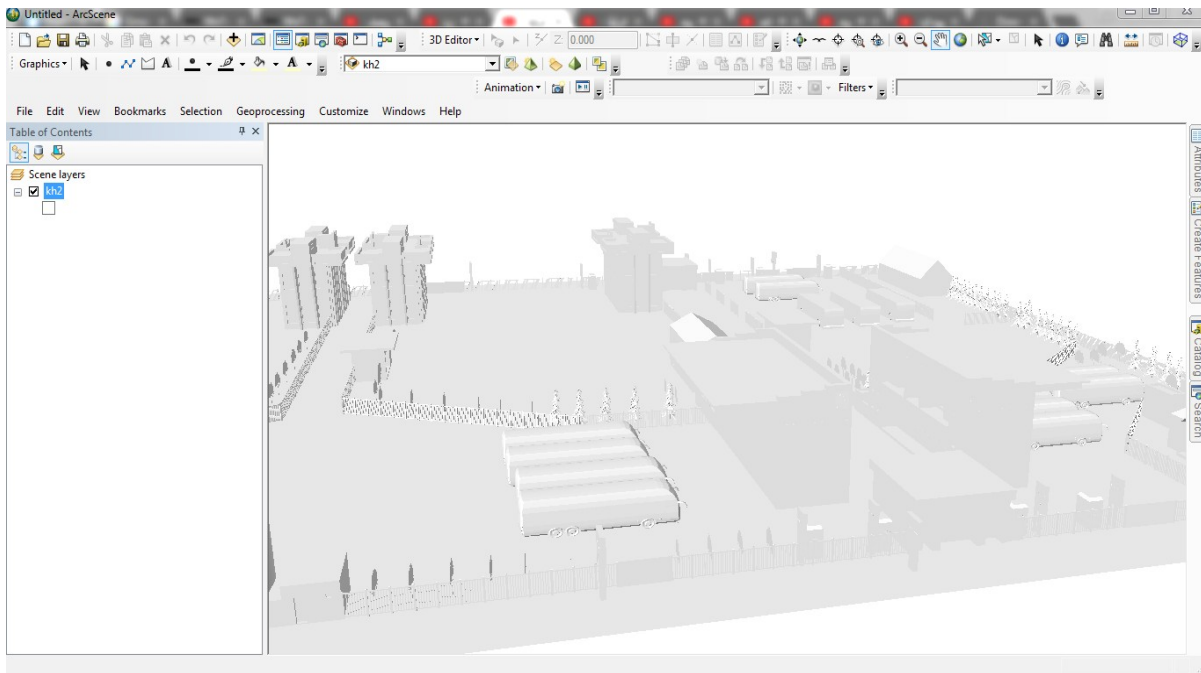 Untitled - ArcScene
3D Editor
Z: 0.000
Graphics
A
A
kh2
Animation
Filters
File Edit View Bookmarks Selection Geoprocessing Customize Windows Help
Table of Contents
Scene layers
kh2
Attributes
Create Features
Catalog
Search